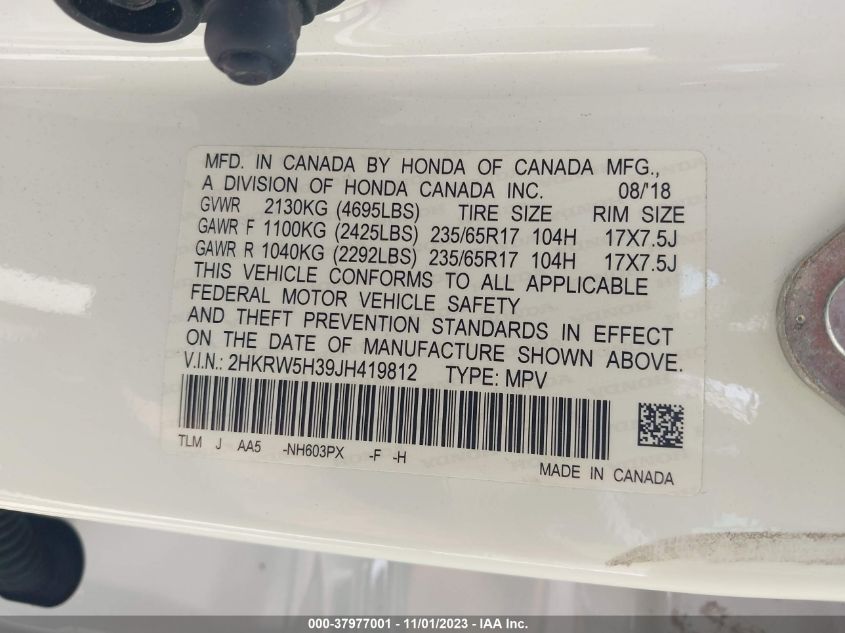 MFD. IN CANADA BY HONDA OF CANADA MFG.,
A DIVISION OF HONDA CANADA INC. 08/'18
GVWR 2130KG (4695LBS) TIRE SIZE RIM SIZE
GAWR F 1100KG (2425LBS) 235/65R17 104H 17X7.5J
GAWR R 1040KG (2292LBS) 235/65R17 104H 17X7.5J
THIS VEHICLE CONFORMS TO ALL APPLICABLE
FEDERAL MOTOR VEHICLE SAFETY
AND THEFT PREVENTION STANDARDS IN EFFECT
ON THE DATE OF MANUFACTURE SHOWN ABOVE.
V.I.N.: 2HKRW5H39JH419812 TYPE: MPV
TLM J AA5 -NH603PX -F -H
MADE IN CANADA
000-37977001 - 11/01/2023 - IAA Inc.